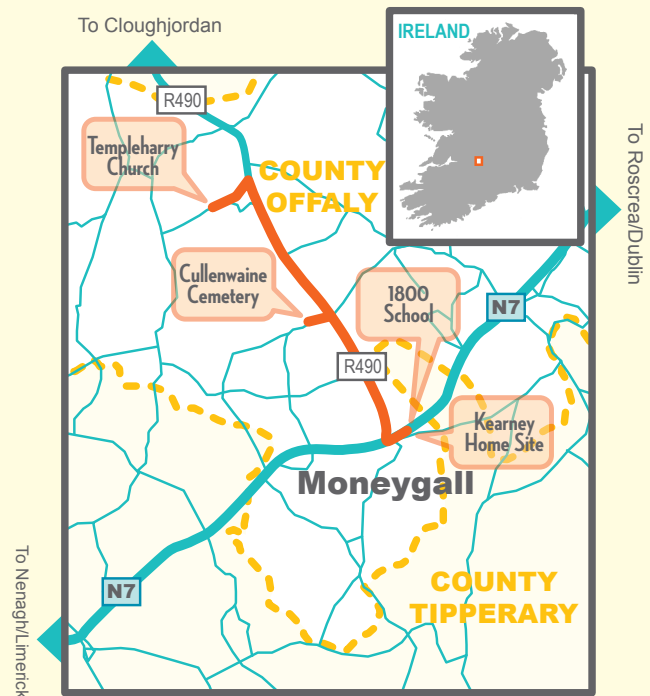 To Cloughjordan
IRELAND
R490
Templeharry
Church
COUNTY
OFFALY
To Roscrea/Dublin
Cullenwaine
Cemetery
1800
School
N7
R490
Kearney
Home Site
Moneygall
To Nenagh/Limerick
N7
COUNTY
TIPPERARY